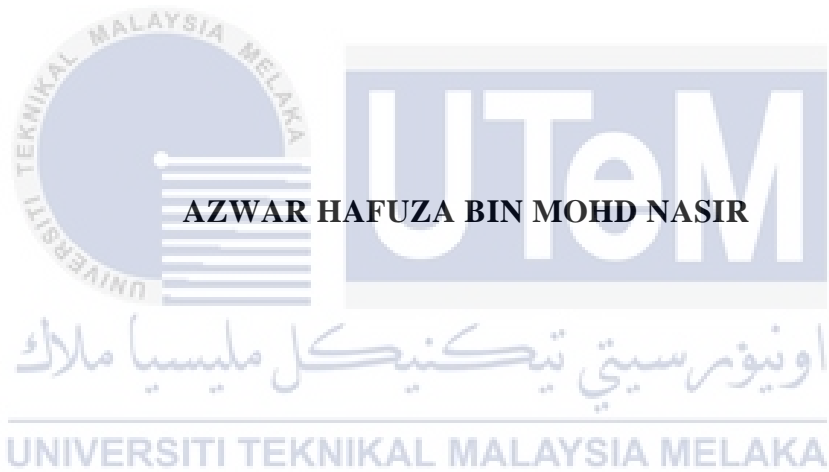 UNIVERSITI TEKNIKAL MALAYSIA MELAKA
UTeM
AZWAR HAFUZA BIN MOHD NASIR
اونيۏرسيتي تيكنيكل مليسيا ملاك
UNIVERSITI TEKNIKAL MALAYSIA MELAKA